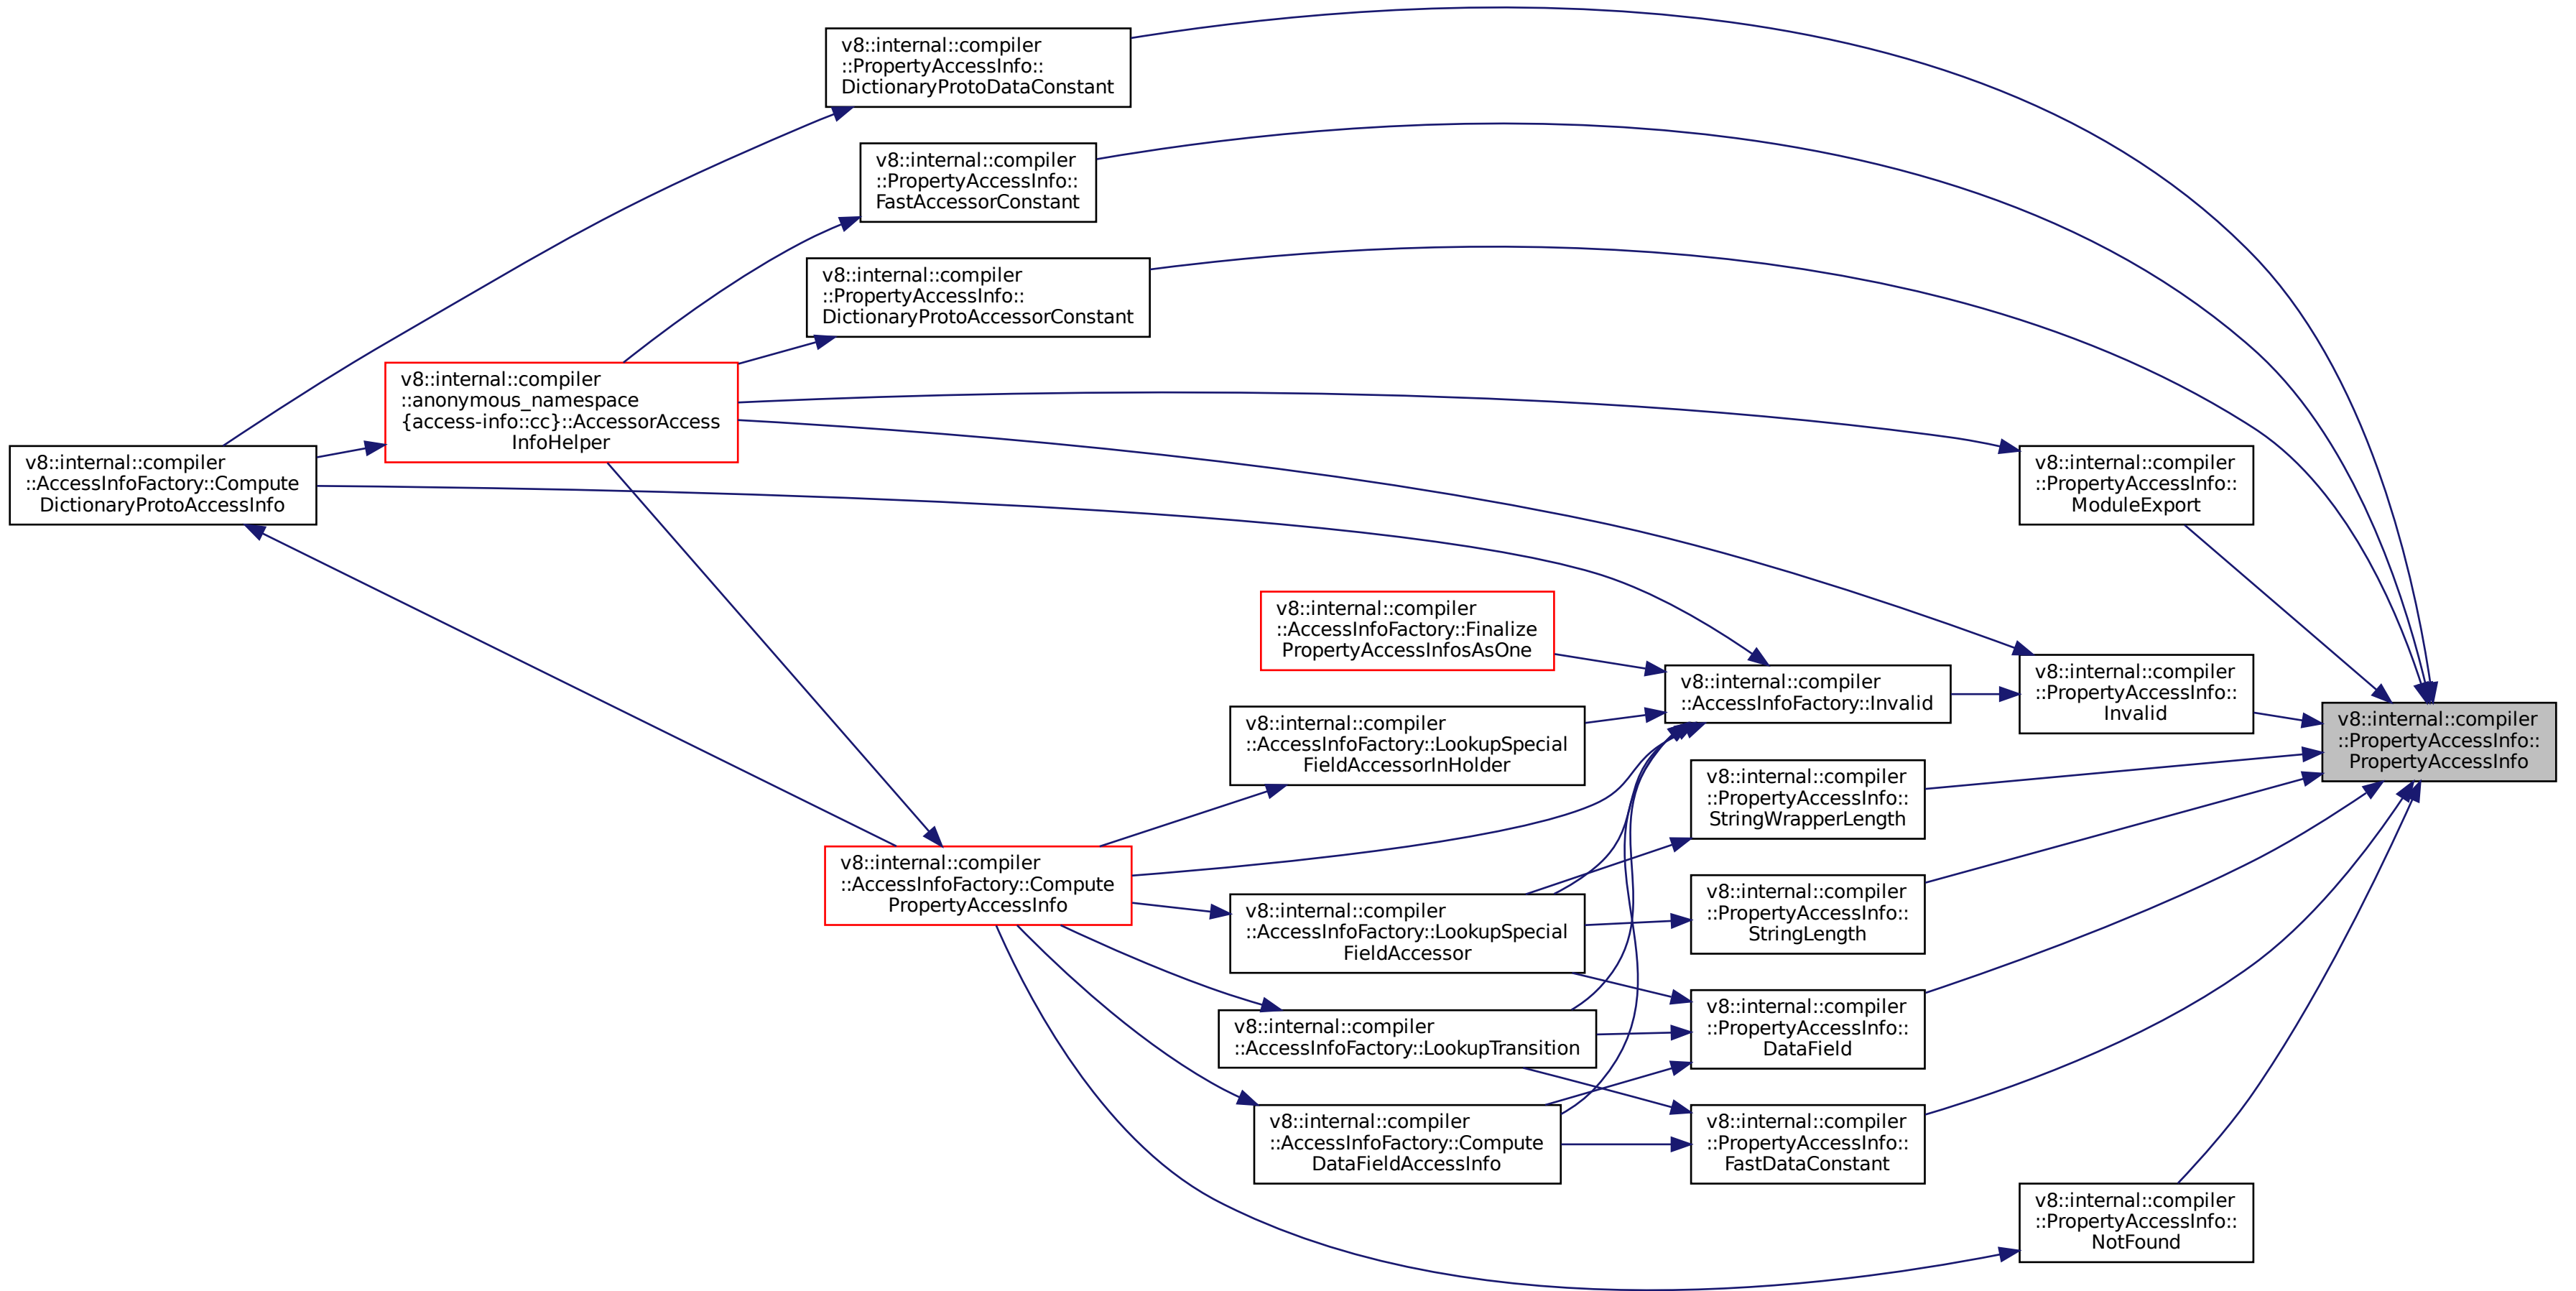 v8::internal::compiler
::PropertyAccessInfo::
DictionaryProtoDataConstant
v8::internal::compiler
::PropertyAccessInfo::
FastAccessorConstant
v8::internal::compiler
::PropertyAccessInfo::
DictionaryProtoAccessorConstant
v8::internal::compiler
::anonymous_namespace
{access-info::cc}::AccessorAccess
InfoHelper
v8::internal::compiler
::AccessInfoFactory::Compute
DictionaryProtoAccessInfo
v8::internal::compiler
::PropertyAccessInfo::
ModuleExport
v8::internal::compiler
::AccessInfoFactory::Finalize
PropertyAccessInfosAsOne
v8::internal::compiler
::AccessInfoFactory::Invalid
v8::internal::compiler
::PropertyAccessInfo::
Invalid
v8::internal::compiler
::PropertyAccessInfo::
PropertyAccessInfo
v8::internal::compiler
::AccessInfoFactory::LookupSpecial
FieldAccessorInHolder
v8::internal::compiler
::PropertyAccessInfo::
StringWrapperLength
v8::internal::compiler
::AccessInfoFactory::Compute
PropertyAccessInfo
v8::internal::compiler
::AccessInfoFactory::LookupSpecial
FieldAccessor
v8::internal::compiler
::PropertyAccessInfo::
StringLength
v8::internal::compiler
::AccessInfoFactory::LookupTransition
v8::internal::compiler
::PropertyAccessInfo::
DataField
v8::internal::compiler
::AccessInfoFactory::Compute
DataFieldAccessInfo
v8::internal::compiler
::PropertyAccessInfo::
FastDataConstant
v8::internal::compiler
::PropertyAccessInfo::
NotFound